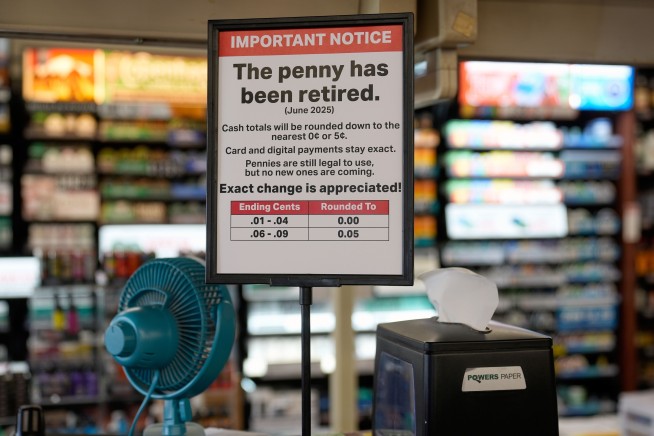 IMPORTANT NOTICE
The penny has
been retired.
(June 2025)
Cash totals will be rounded down to the
nearest 0¢ or 5¢.
Card and digital payments stay exact.
Pennies are still legal to use,
but no new ones are coming.
Exact change is appreciated!
Ending Cents Rounded To
.01 - .04 0.00
.06 - .09 0.05
POWERS PAPER